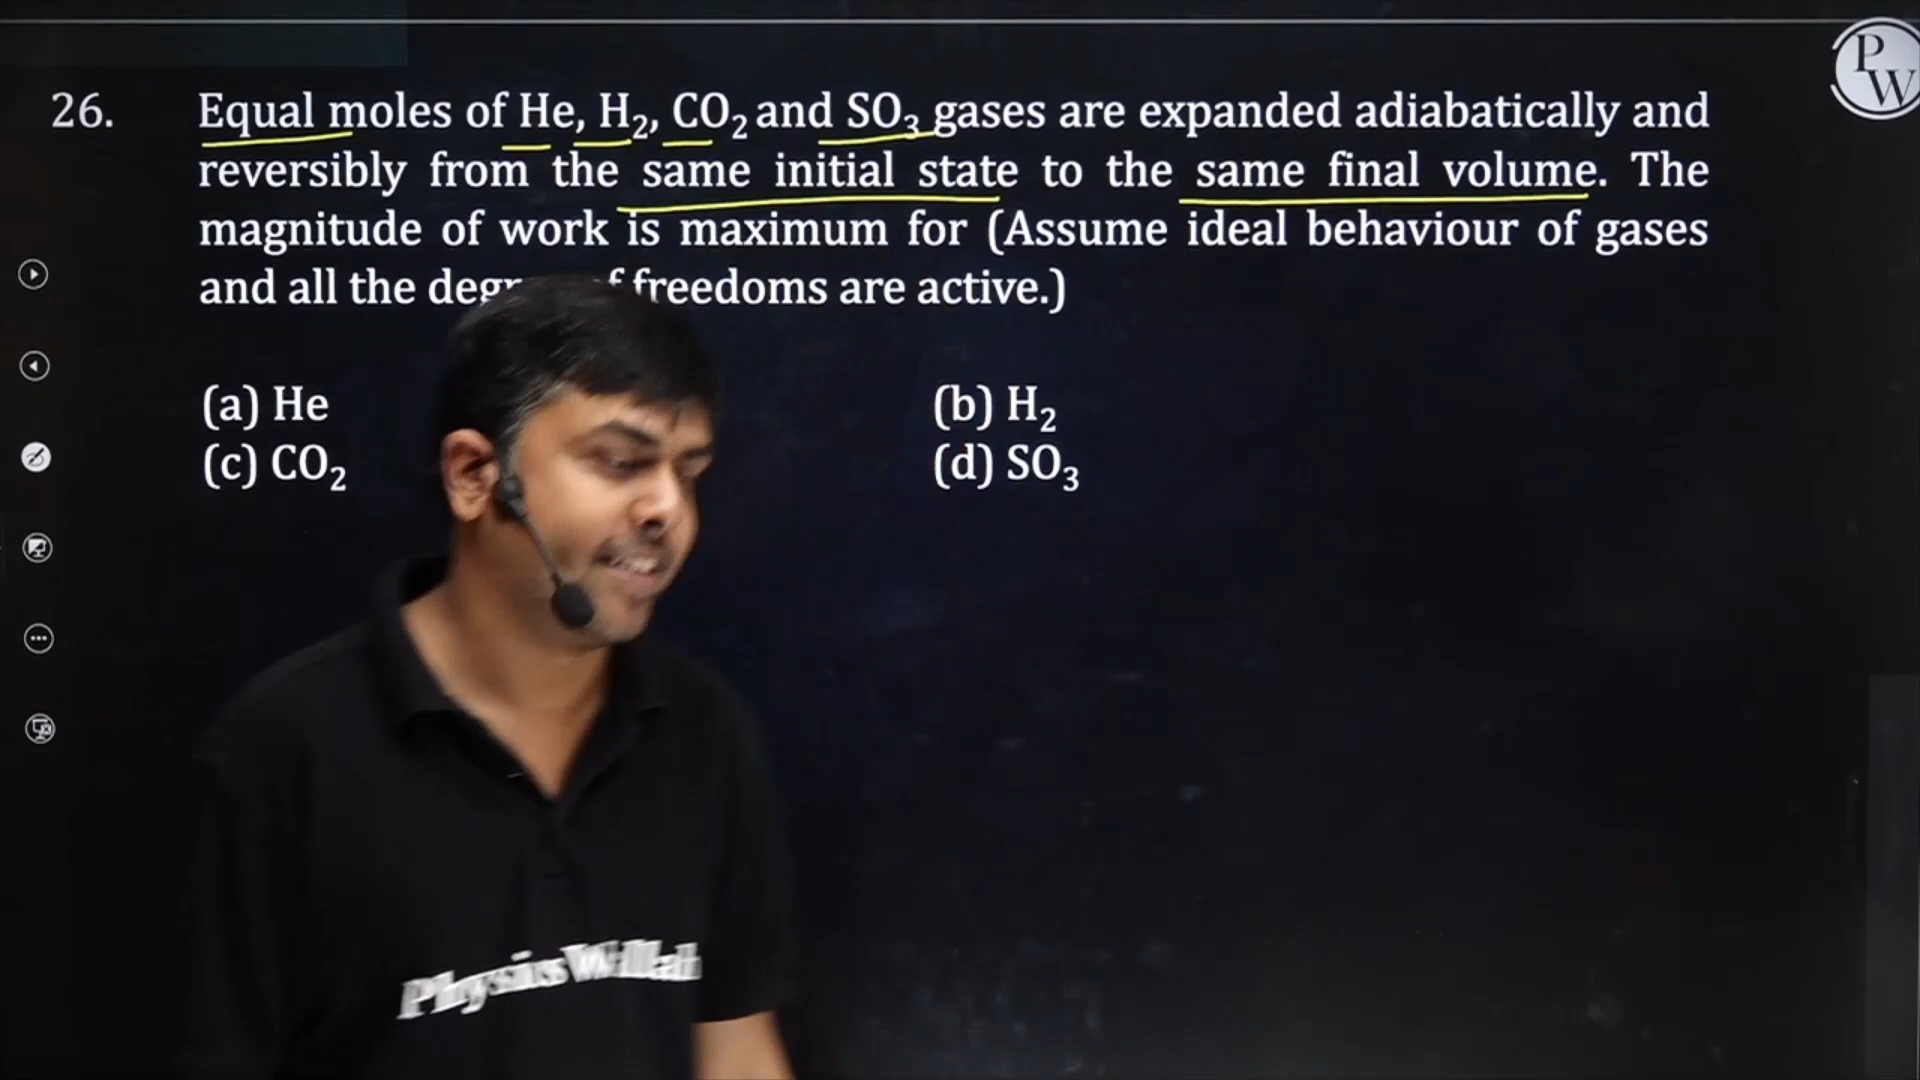 PW
26. Equal moles of He, H₂, CO₂ and SO₃ gases are expanded adiabatically and
reversibly from the same initial state to the same final volume. The
magnitude of work is maximum for (Assume ideal behaviour of gases
and all the freedoms are active.)
(a) He (b) H₂
(c) CO₂ (d) SO₃
PhysicsWallah